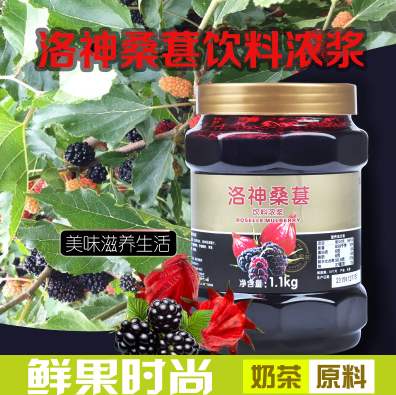 洛神桑葚饮料浓浆
洛神桑葚
饮料浓浆
ROSELLE MULBERRY
美味滋养生活
净含量:1.1kg
鲜果时尚
奶茶 原料